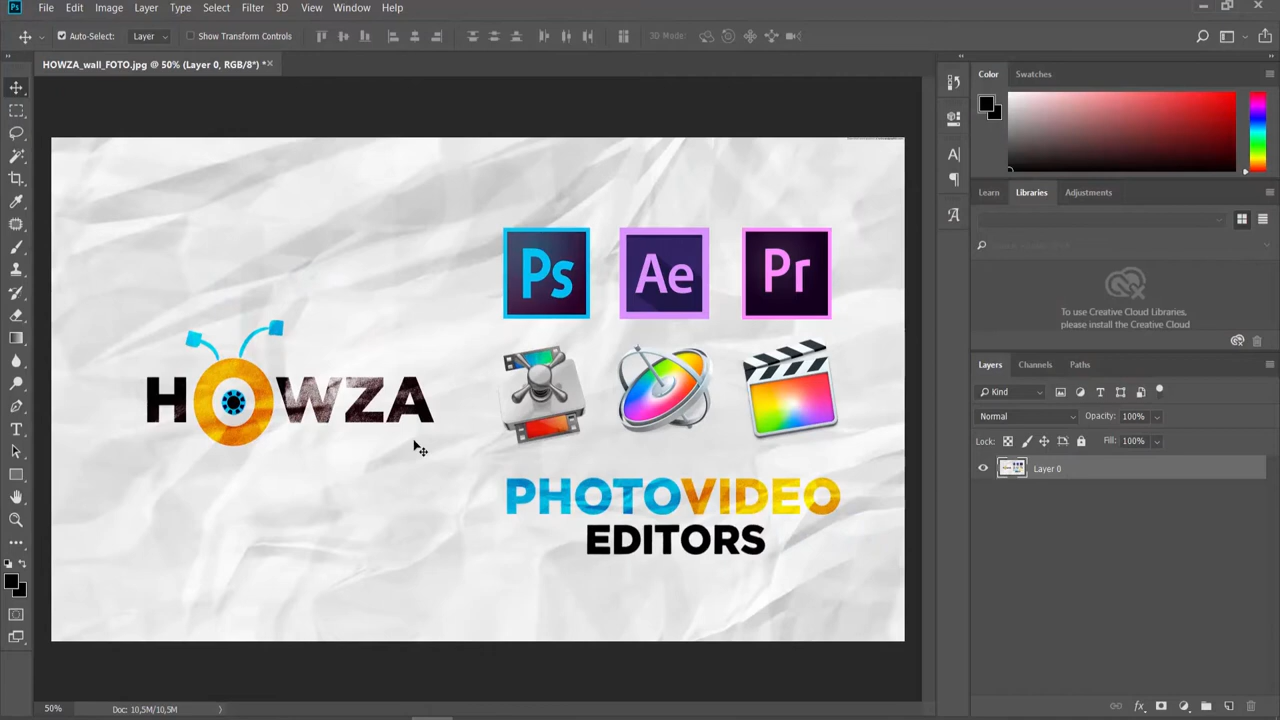 Ps File Edit Image Layer Type Select Filter 3D View Window Help
Auto-Select: Layer Show Transform Controls 3D Mode:
HOWZA_wall_FOTO.jpg @ 50% (Layer 0, RGB/8*) *
Color Swatches
Learn Libraries Adjustments
To use Creative Cloud Libraries,
please install the Creative Cloud
Layers Channels Paths
Kind
Normal Opacity: 100%
Lock: Fill: 100%
Layer 0
Ps Ae Pr
HOWZA
PHOTOVIDEO
EDITORS
50% Doc: 10,5M/10,5M